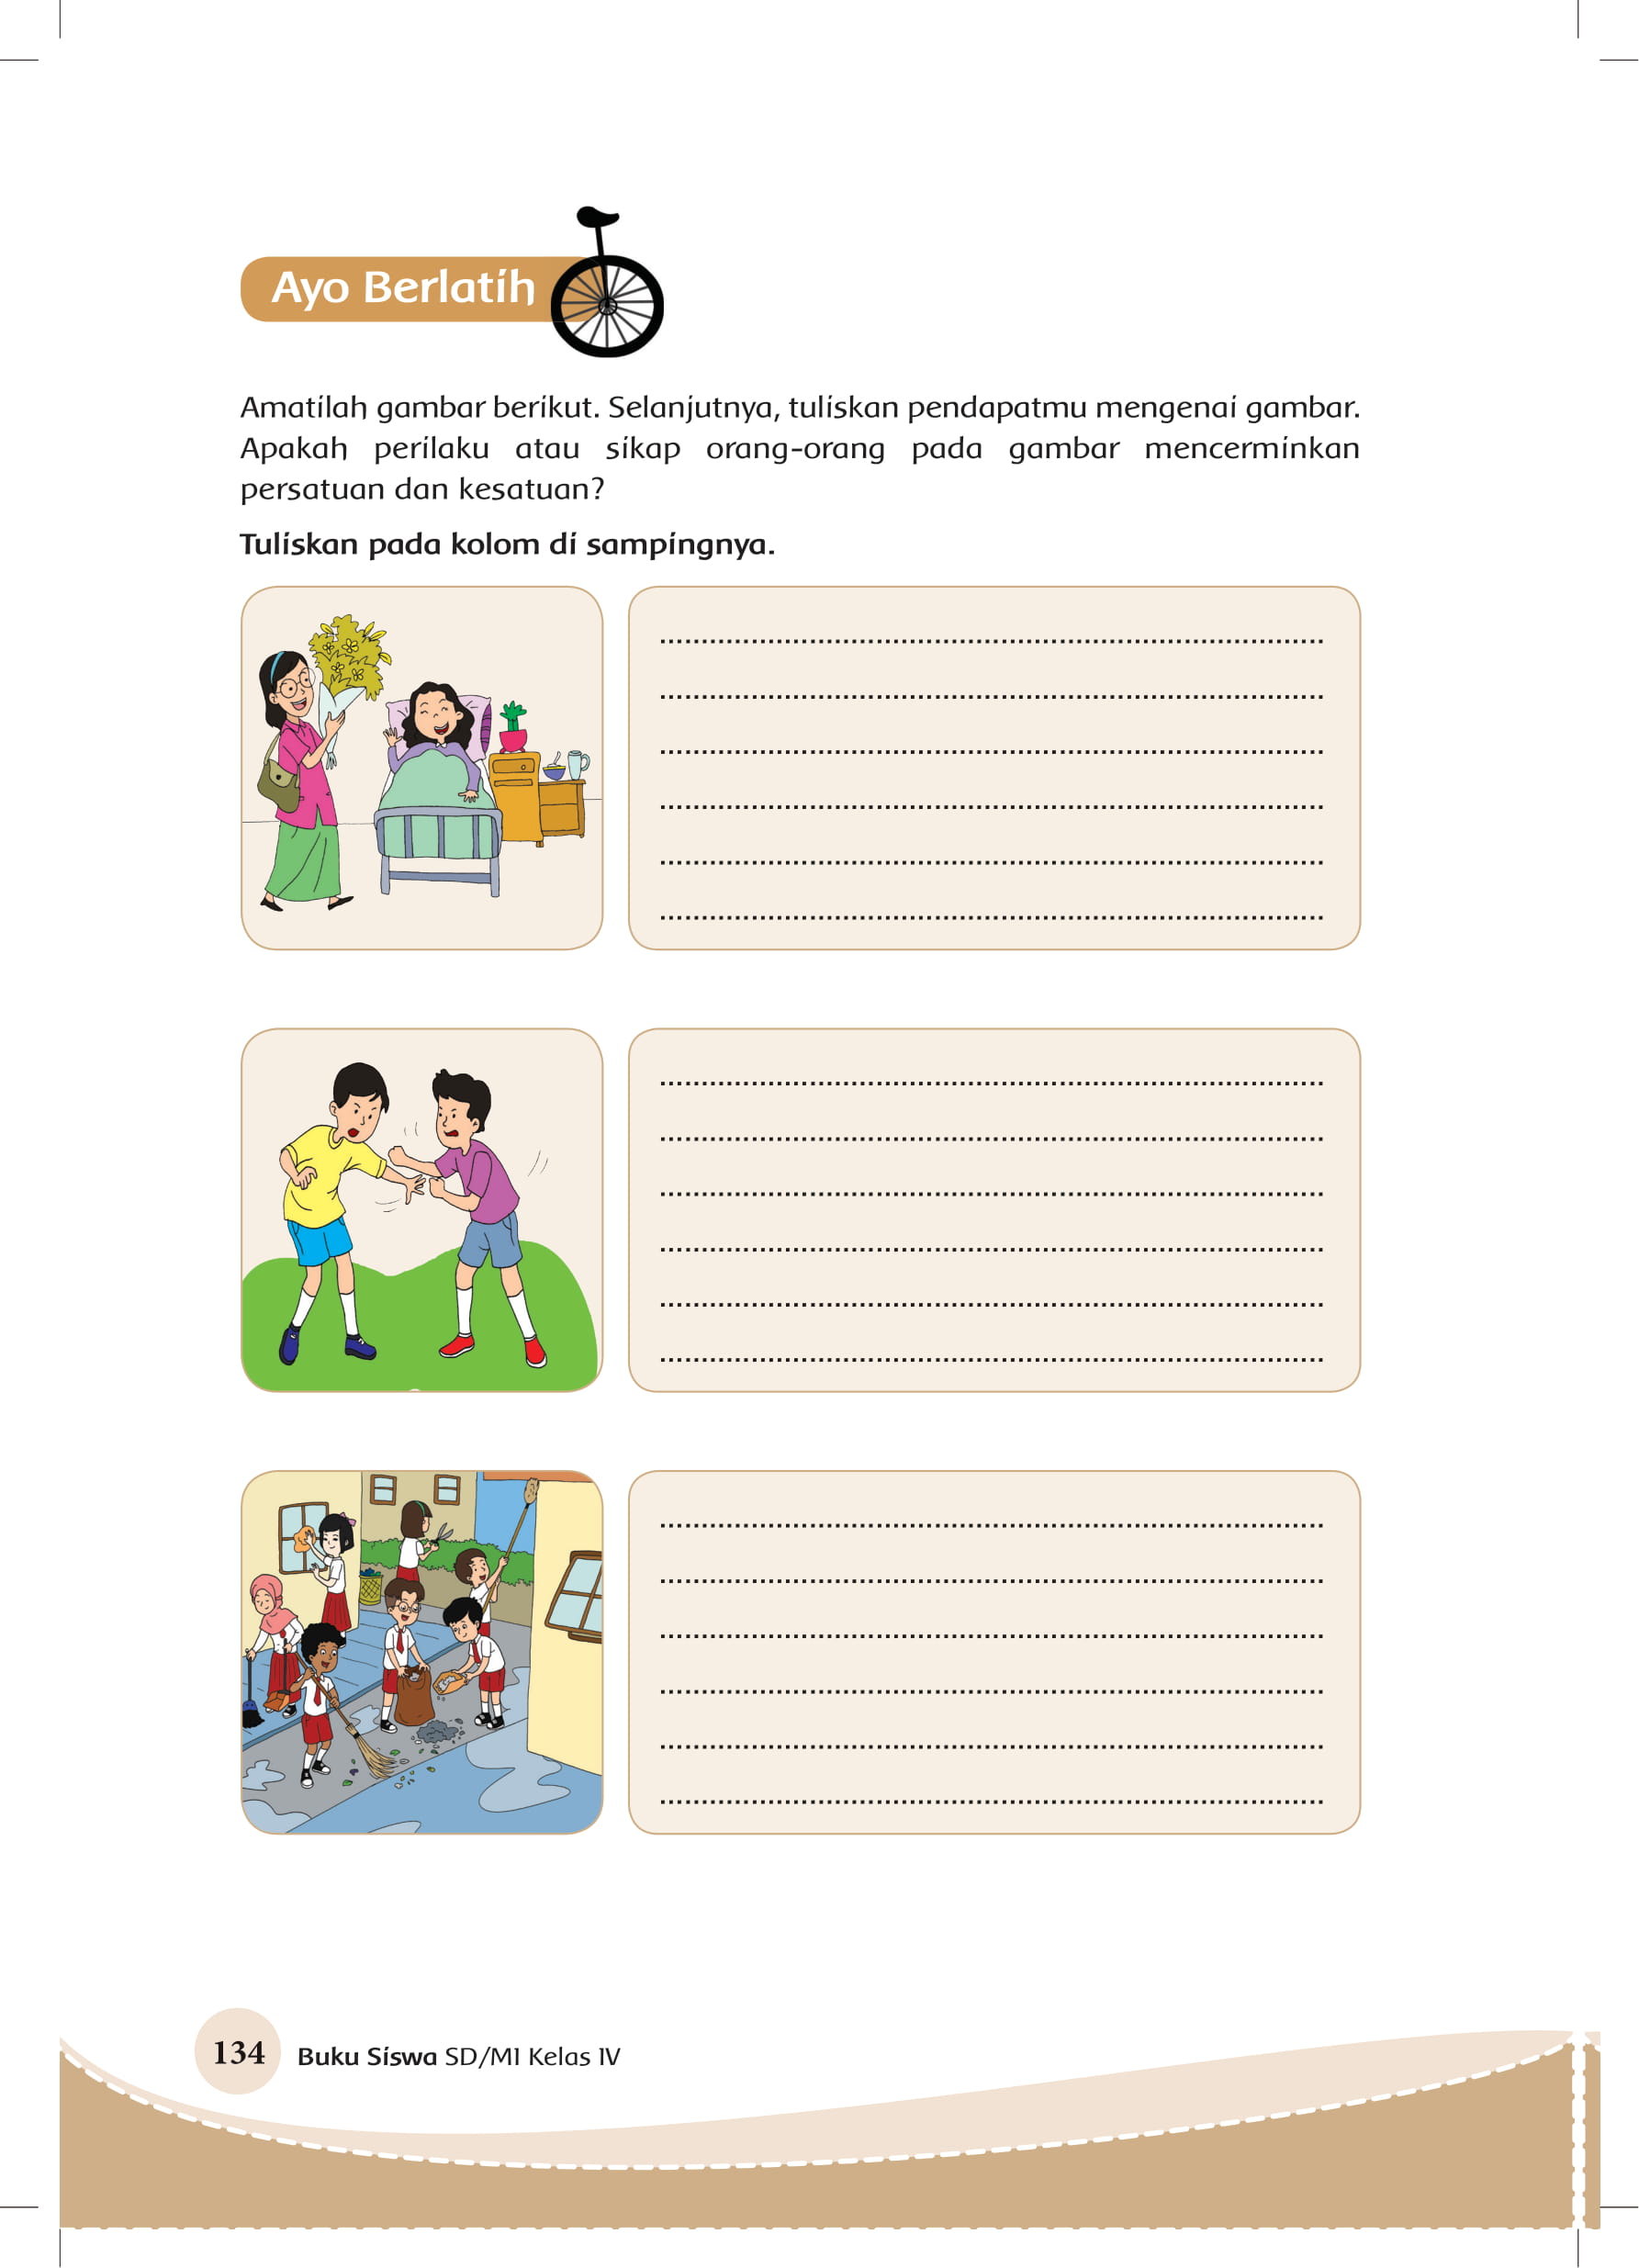 Ayo Berlatih
Amatilah gambar berikut. Selanjutnya, tuliskan pendapatmu mengenai gambar.
Apakah perilaku atau sikap orang-orang pada gambar mencerminkan
persatuan dan kesatuan?
Tuliskan pada kolom di sampingnya.
134
Buku Siswa SD/MI Kelas IV